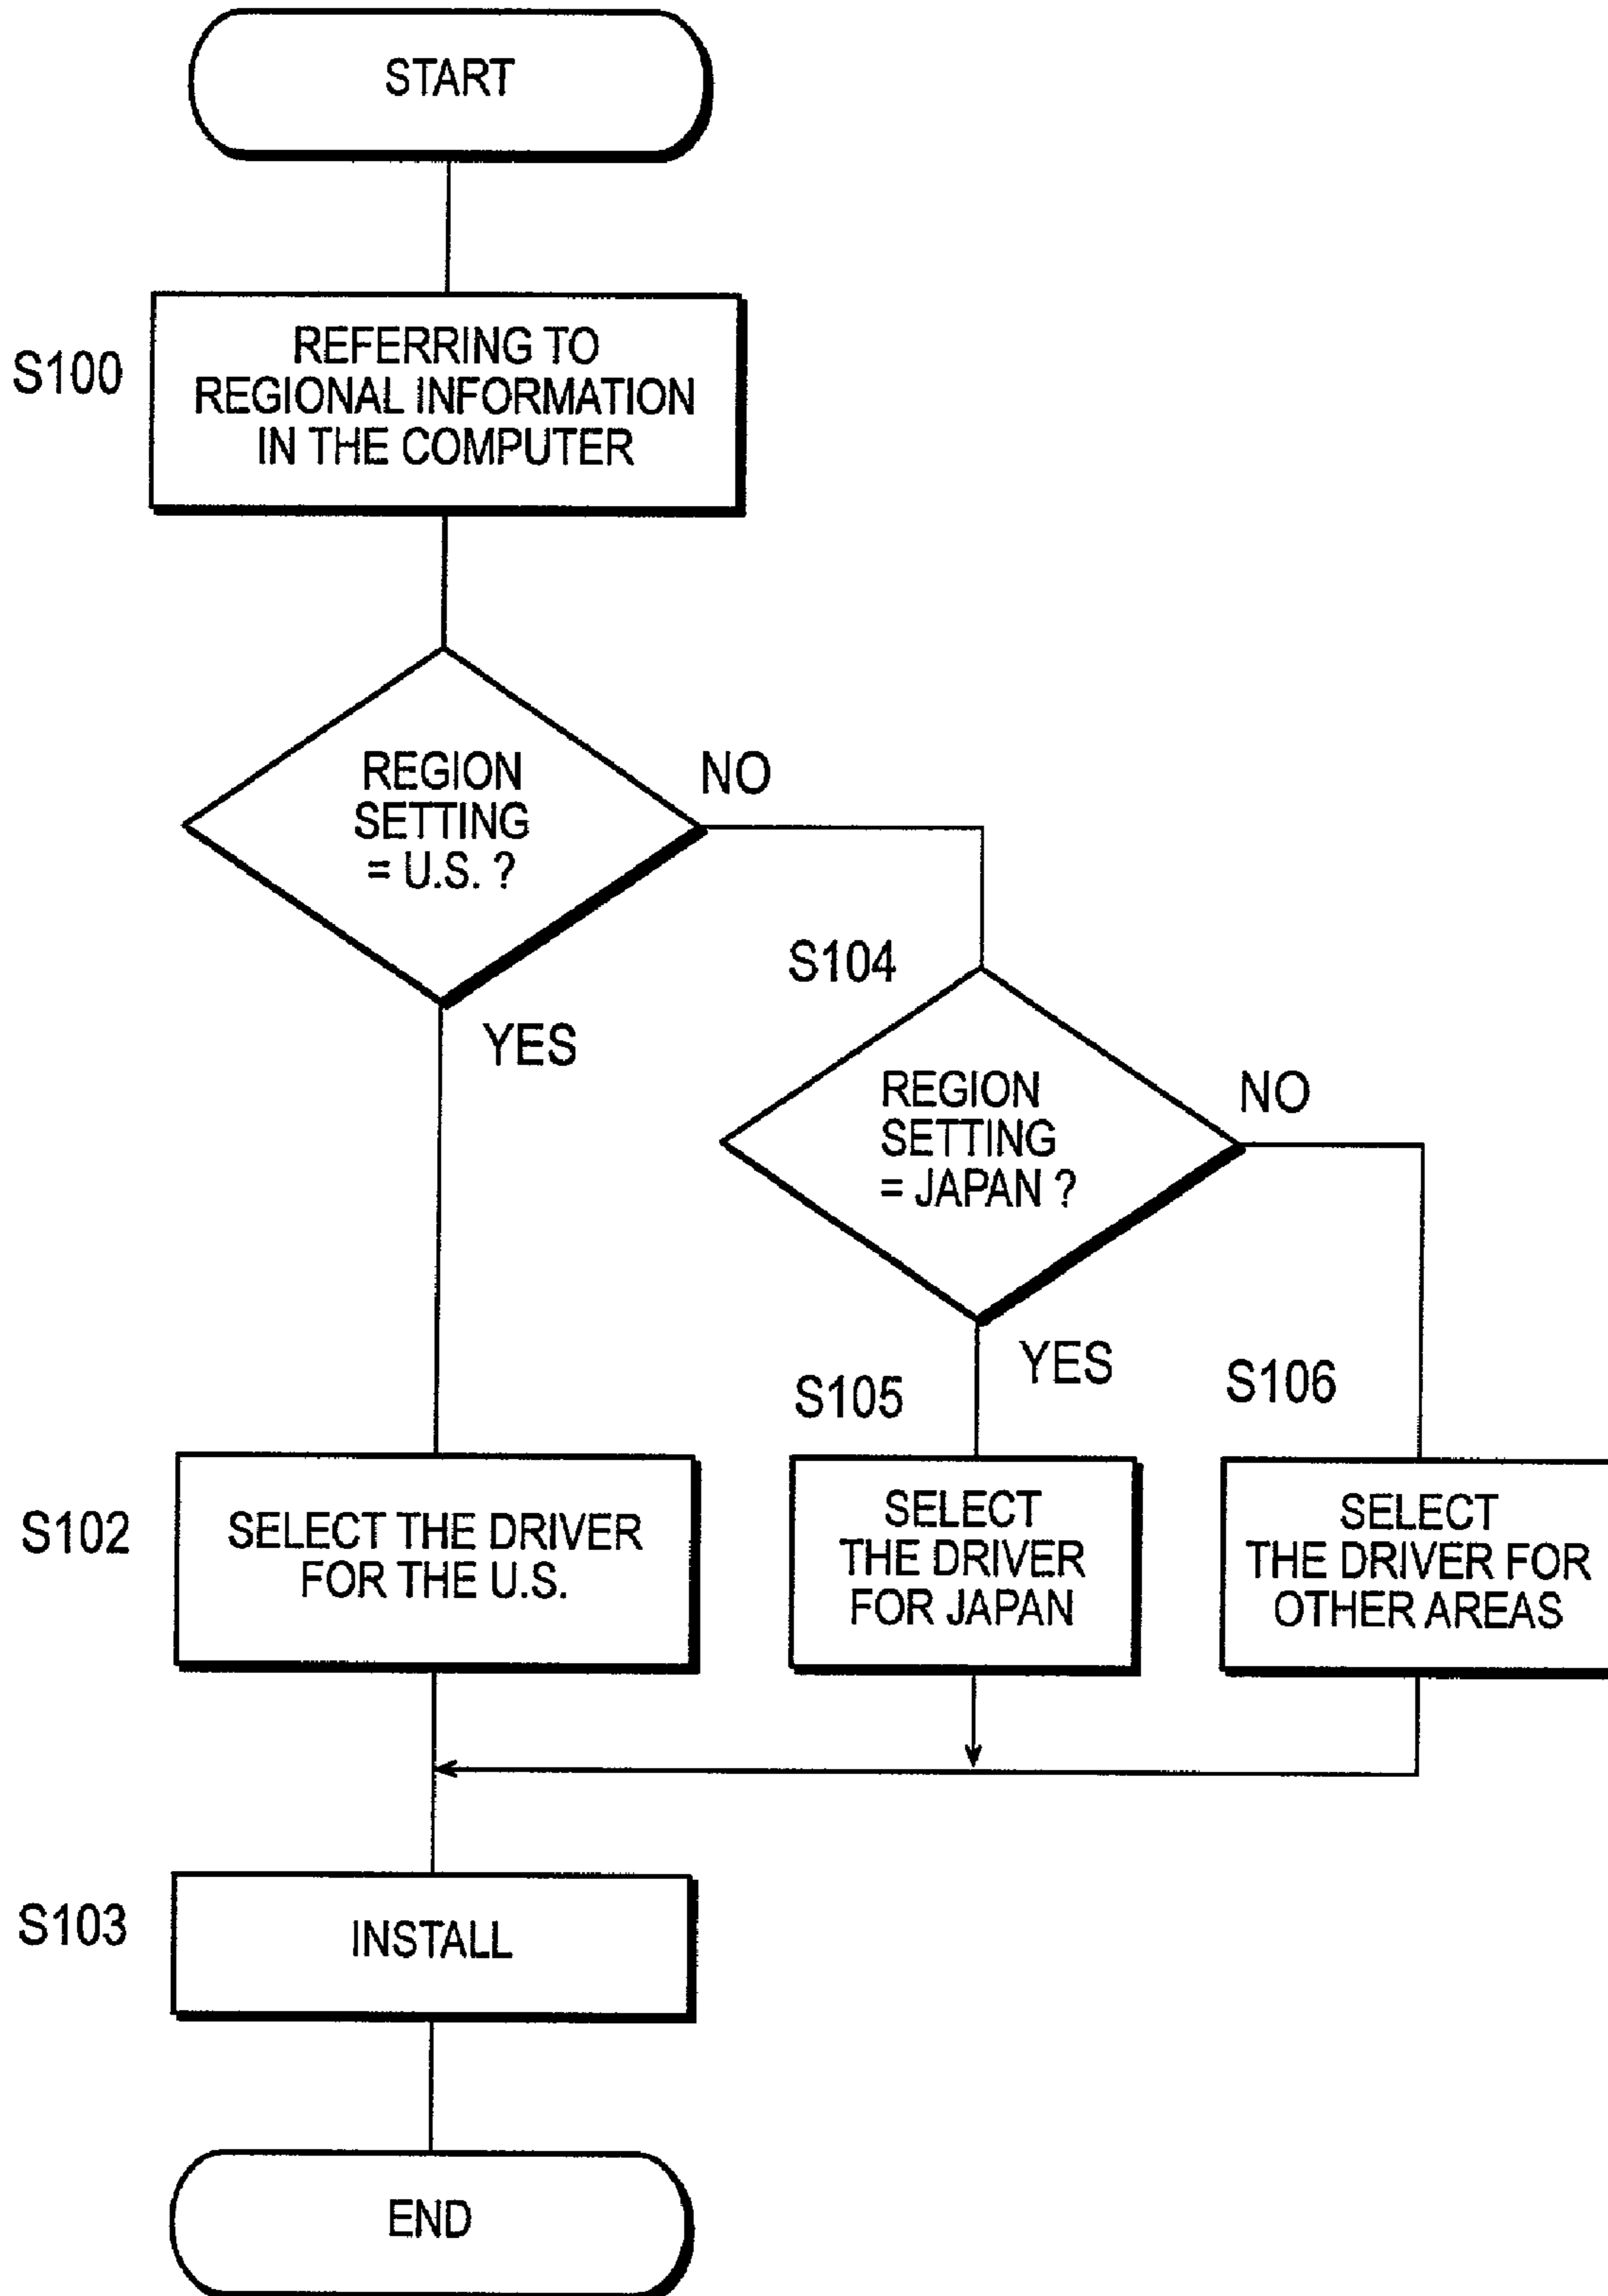 START
S100
REFERRING TO
REGIONAL INFORMATION
IN THE COMPUTER
REGION
SETTING
= U.S. ?
NO
YES
S104
REGION
SETTING
= JAPAN ?
NO
YES
S102
SELECT THE DRIVER
FOR THE U.S.
S105
SELECT
THE DRIVER
FOR JAPAN
S106
SELECT
THE DRIVER FOR
OTHER AREAS
S103
INSTALL
END